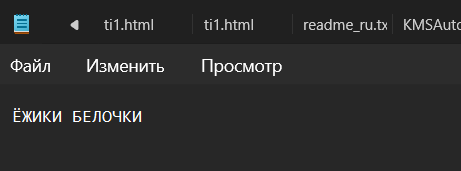 ti1.html ti1.html readme_ru.tx KMSAuto
Файл Изменить Просмотр
ЁЖИКИ БЕЛОЧКИ